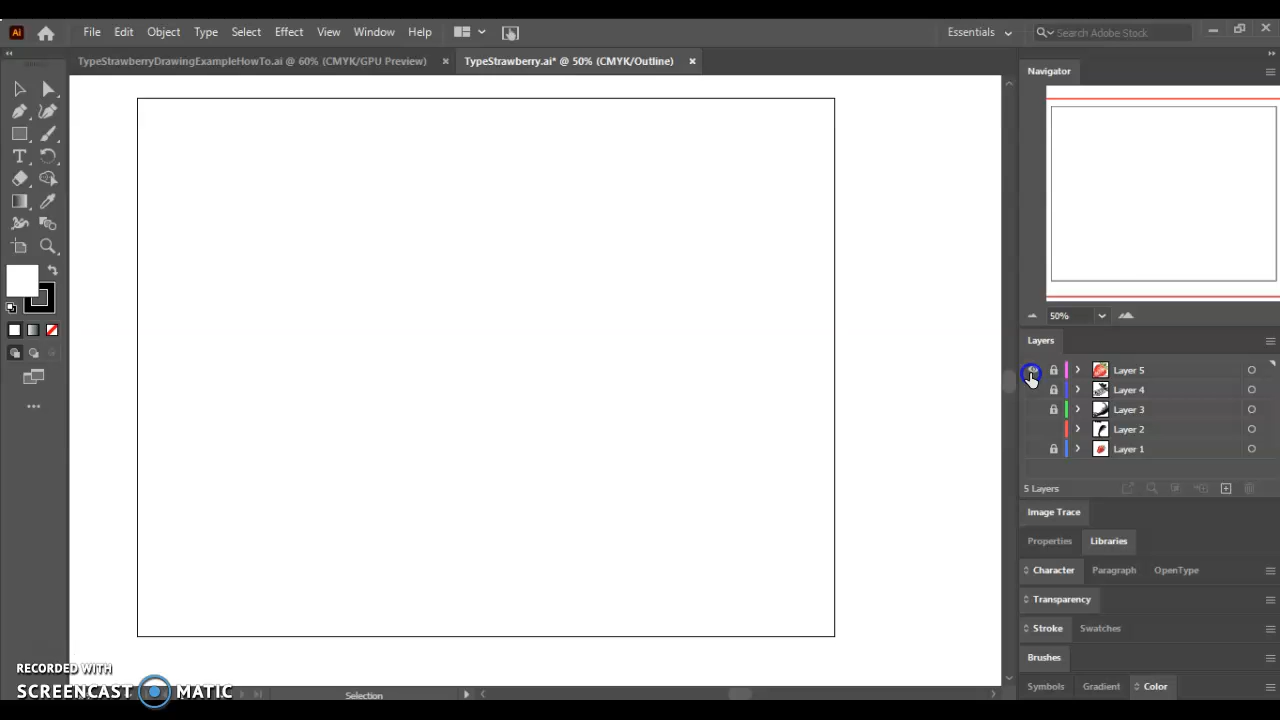 Ai File Edit Object Type Select Effect View Window Help Essentials Search Adobe Stock
TypeStrawberryDrawingExampleHowTo.ai @ 60% (CMYK/GPU Preview) × TypeStrawberry.ai* @ 50% (CMYK/Outline) ×
Navigator
50%
Layers
Layer 5
Layer 4
Layer 3
Layer 2
Layer 1
5 Layers
Image Trace
Properties Libraries
Character Paragraph OpenType
Transparency
Stroke Swatches
Brushes
Symbols Gradient Color
Selection
RECORDED WITH
SCREENCAST MATIC